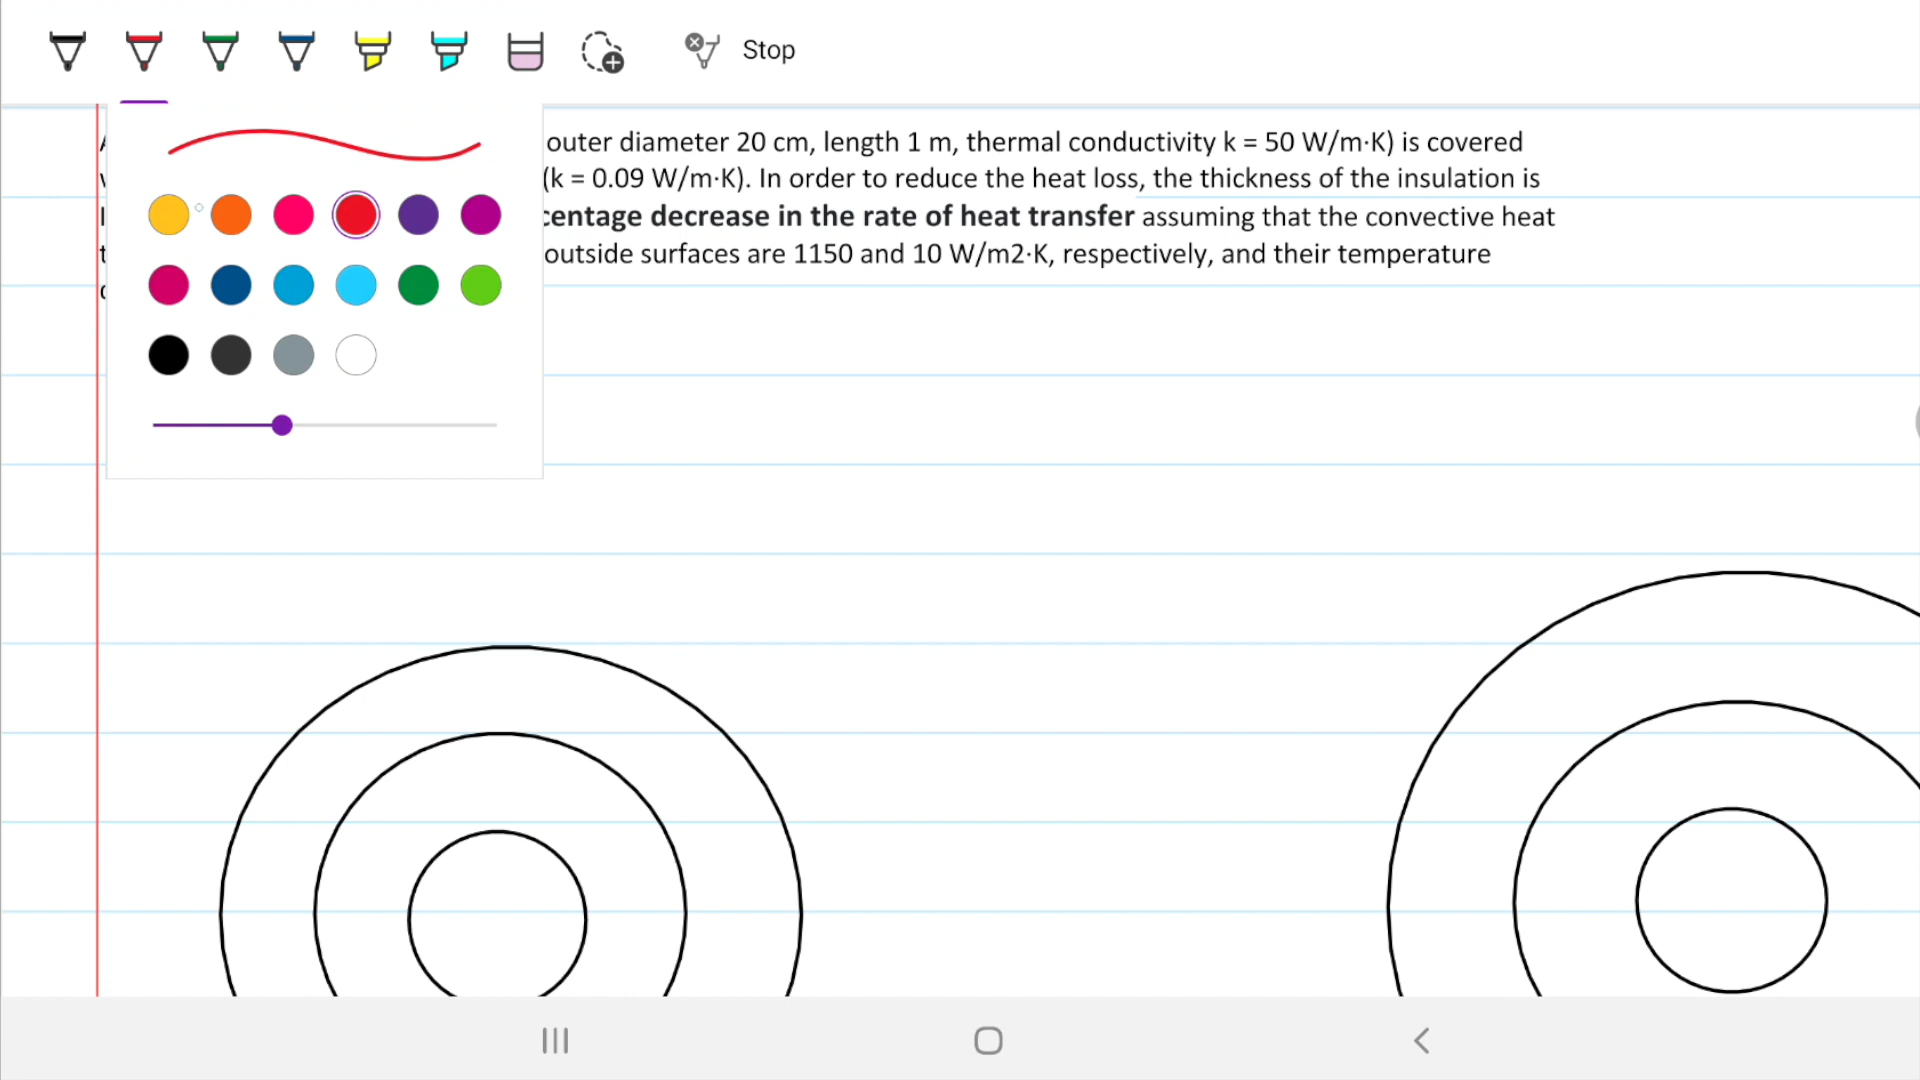 Stop
outer diameter 20 cm, length 1 m, thermal conductivity k = 50 W/m·K) is covered
(k = 0.09 W/m·K). In order to reduce the heat loss, the thickness of the insulation is
centage decrease in the rate of heat transfer assuming that the convective heat
outside surfaces are 1150 and 10 W/m2·K, respectively, and their temperature